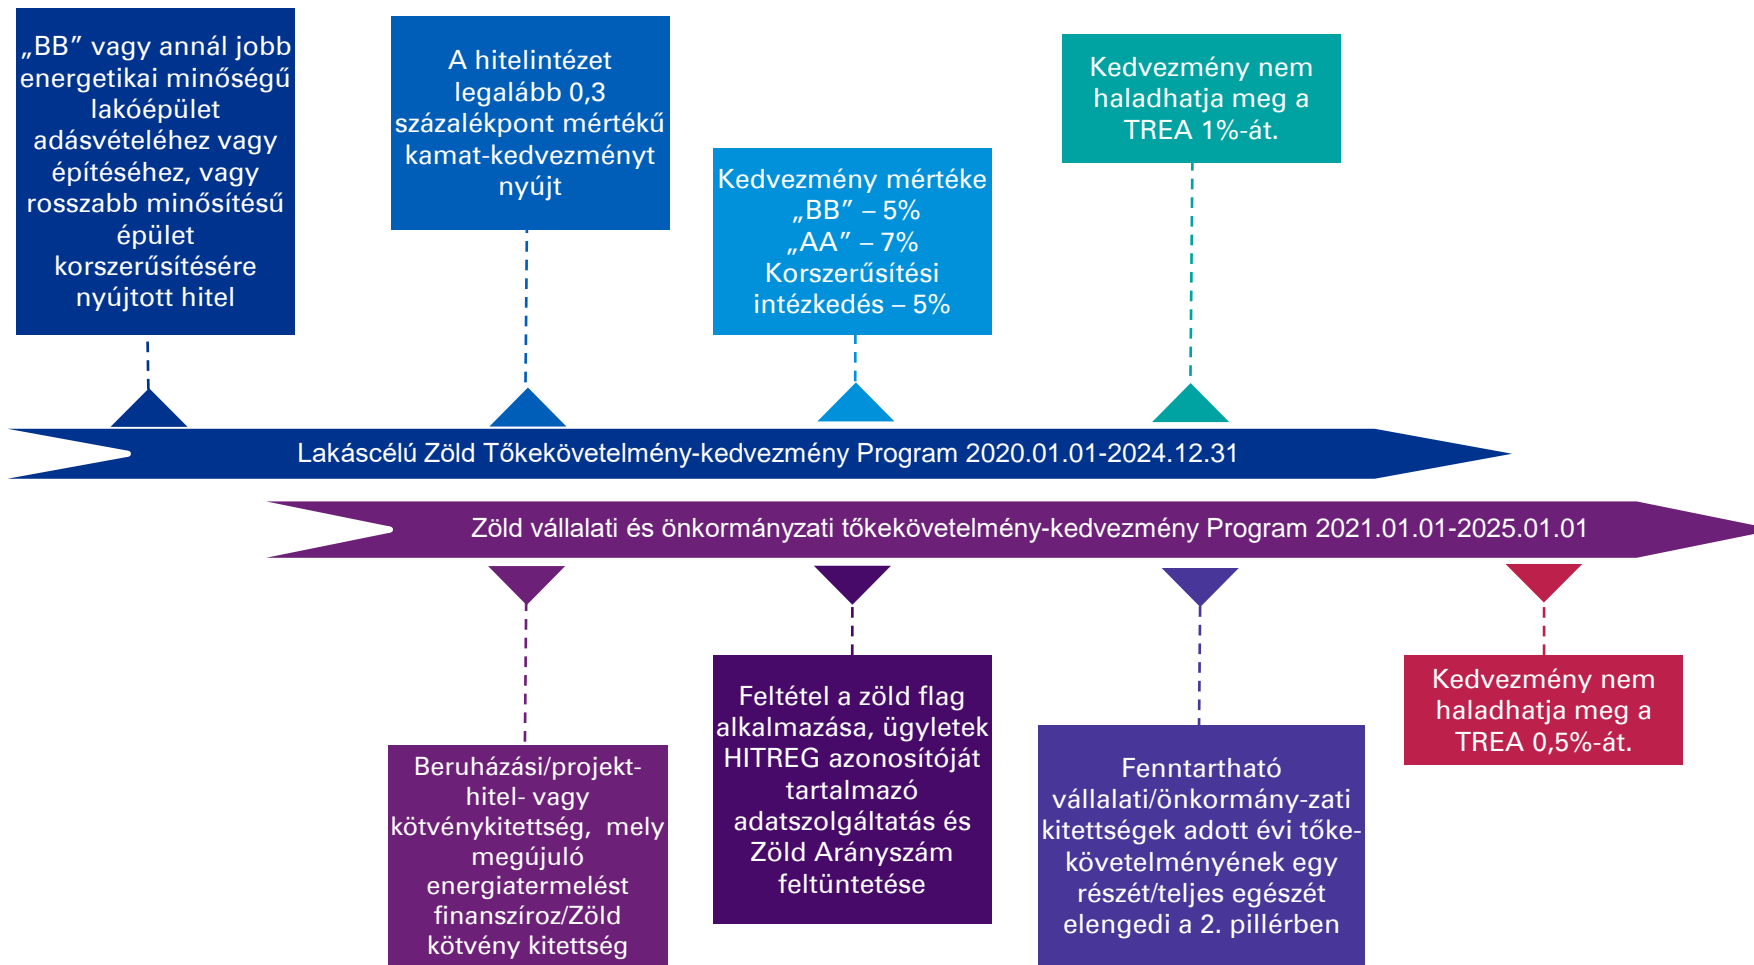 „BB” vagy annál jobb
energetikai minőségű
lakóépület
adásvételéhez vagy
építéséhez, vagy
rosszabb minősítésű
épület
korszerűsítésére
nyújtott hitel
A hitelintézet
legalább 0,3
százalékpont mértékű
kamat-kedvezményt
nyújt
Kedvezmény mértéke
„BB” – 5%
„AA” – 7%
Korszerűsítési
intézkedés – 5%
Kedvezmény nem
haladhatja meg a
TREA 1%-át.
Lakáscélú Zöld Tőkekövetelmény-kedvezmény Program 2020.01.01-2024.12.31
Zöld vállalati és önkormányzati tőkekövetelmény-kedvezmény Program 2021.01.01-2025.01.01
Beruházási/projekt-
hitel- vagy
kötvénykitettség, mely
megújuló
energiatermelést
finanszíroz/Zöld
kötvény kitettség
Feltétel a zöld flag
alkalmazása, ügyletek
HITREG azonosítóját
tartalmazó
adatszolgáltatás és
Zöld Arányszám
feltüntetése
Fenntartható
vállalati/önkormány-zati
kitettségek adott évi tőke-
követelményének egy
részét/teljes egészét
elengedi a 2. pillérben
Kedvezmény nem
haladhatja meg a
TREA 0,5%-át.